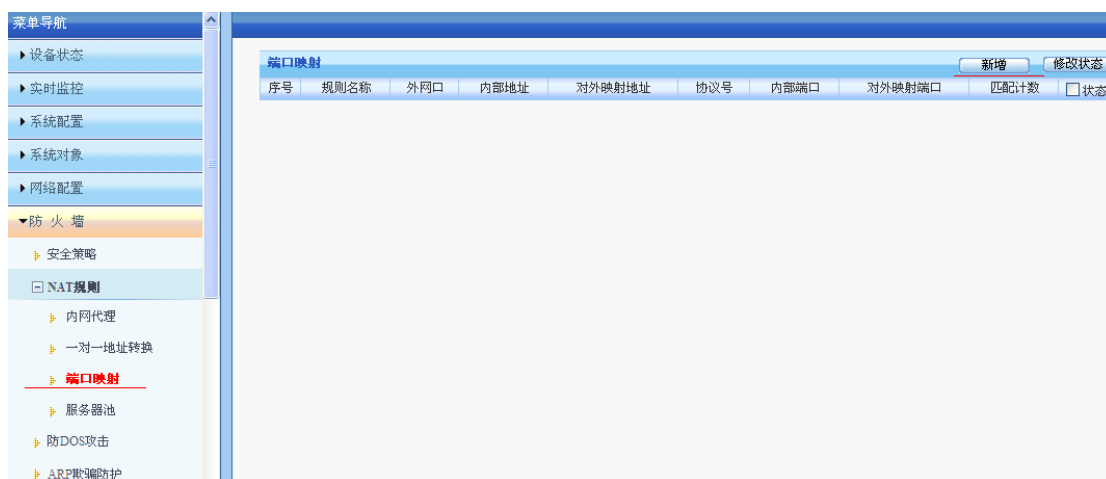 菜单导航
设备状态
实时监控
系统配置
系统对象
网络配置
防 火 墙
安全策略
NAT规则
内网代理
一对一地址转换
端口映射
服务器池
防DOS攻击
ARP欺骗防护
端口映射 新增 修改状态
序号 规则名称 外网口 内部地址 对外映射地址 协议号 内部端口 对外映射端口 匹配计数 状态